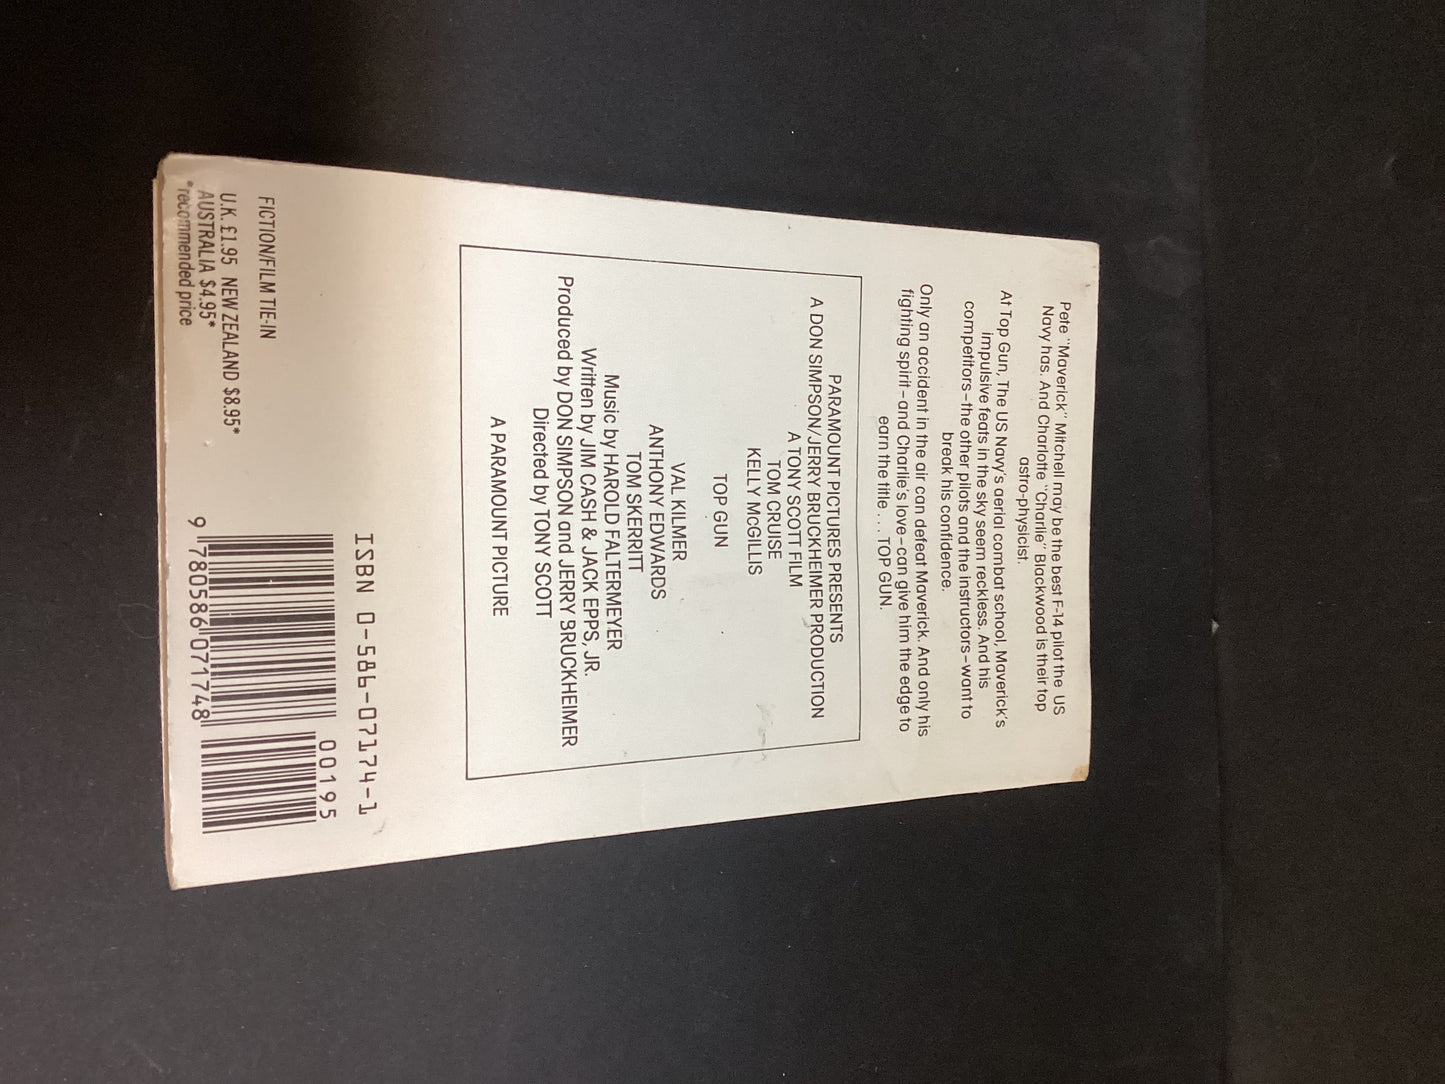 Pete "Maverick" Mitchell may be the best F-14 pilot the US
Navy has. And Charlotte "Charlie" Blackwood is their top
astro-physicist.
At Top Gun, The US Navy's aerial combat school, Maverick's
impulsive feats in the sky seem reckless. And his
competitors – the other pilots and the instructors – want to
break his confidence.
Only an accident in the air can defeat Maverick. And only his
fighting spirit – and Charlie's love – can give him the edge to
earn the title . . . . TOP GUN.
PARAMOUNT PICTURES PRESENTS
A DON SIMPSON/JERRY BRUCKHEIMER PRODUCTION
A TONY SCOTT FILM
TOM CRUISE
KELLY McGILLIS
TOP GUN
VAL KILMER
ANTHONY EDWARDS
TOM SKERRITT
Music by HAROLD FALTERMEYER
Written by JIM CASH & JACK EPPS, JR.
Produced by DON SIMPSON and JERRY BRUCKHEIMER
Directed by TONY SCOTT
A PARAMOUNT PICTURE
ISBN 0-586-07174-1
00195
9 780586 071748
FICTION/FILM TIE-IN
U.K. £1.95 NEW ZEALAND $8.95*
AUSTRALIA $4.95*
*recommended price